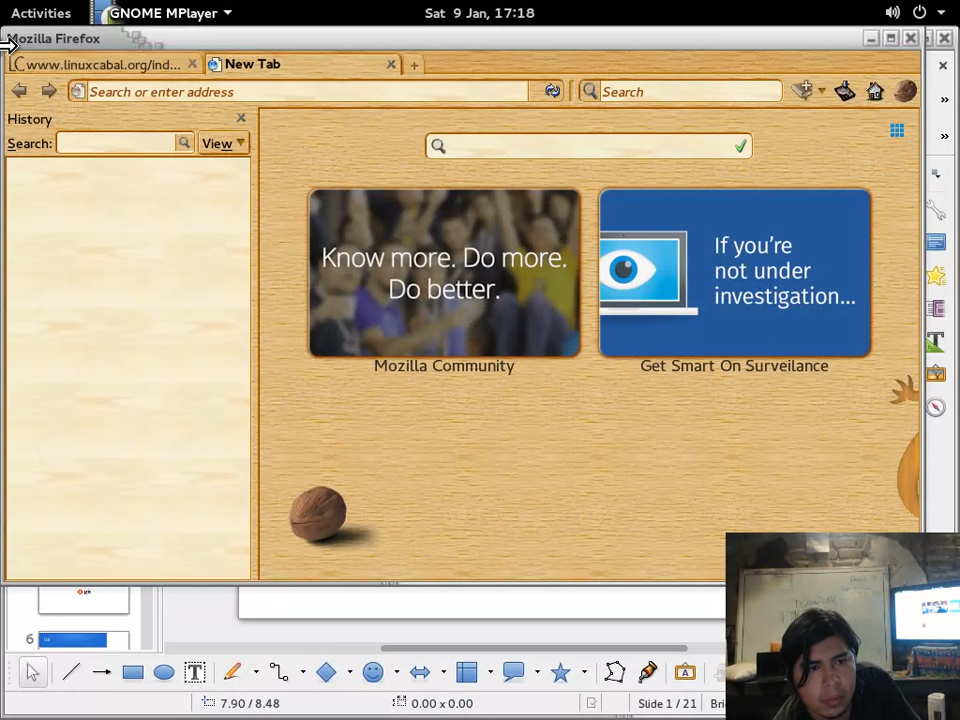 Activities GNOME MPlayer Sat 9 Jan, 17:18
Mozilla Firefox
www.linuxcabal.org/ind... New Tab
Search or enter address Search
History
Search: View
Know more. Do more.
Do better.
If you're
not under
investigation...
Mozilla Community Get Smart On Surveilance
6
7.90 / 8.48 0.00 x 0.00 Slide 1 / 21